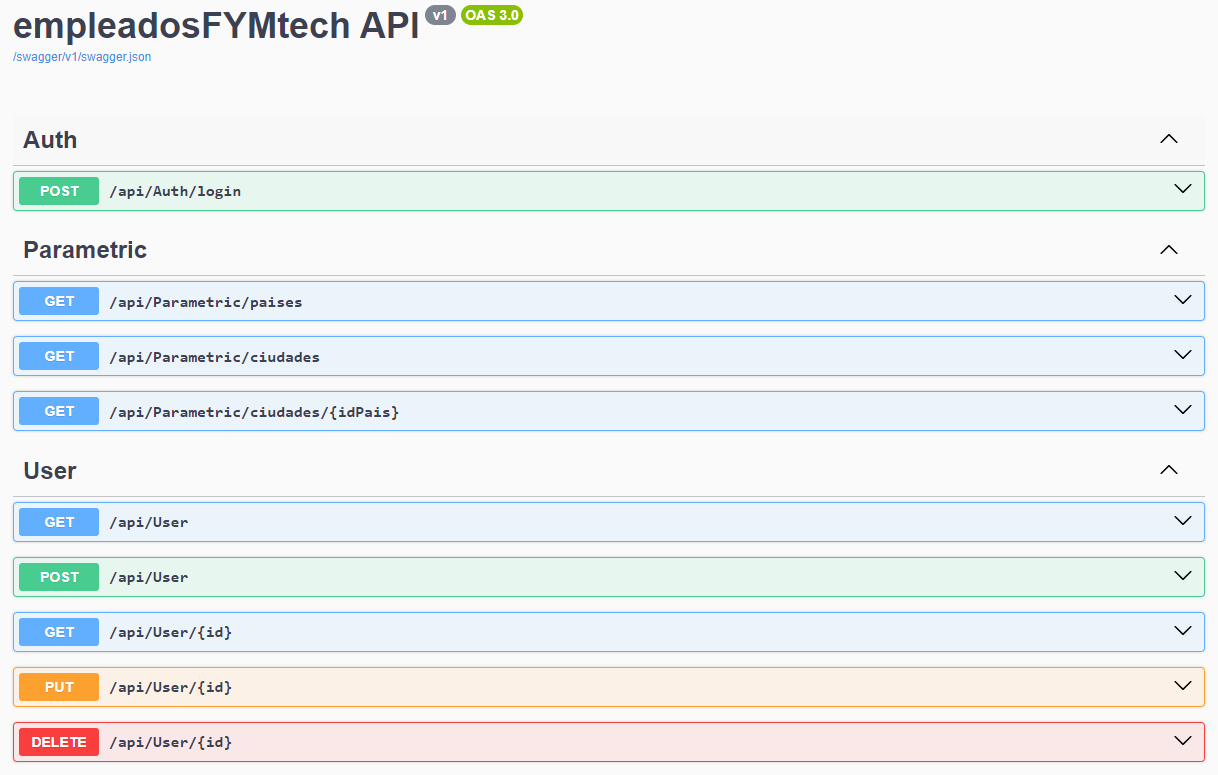 empleadosFYMtech API v1 OAS 3.0
/swagger/v1/swagger.json
Auth
POST /api/Auth/login
Parametric
GET /api/Parametric/paises
GET /api/Parametric/ciudades
GET /api/Parametric/ciudades/{idPais}
User
GET /api/User
POST /api/User
GET /api/User/{id}
PUT /api/User/{id}
DELETE /api/User/{id}